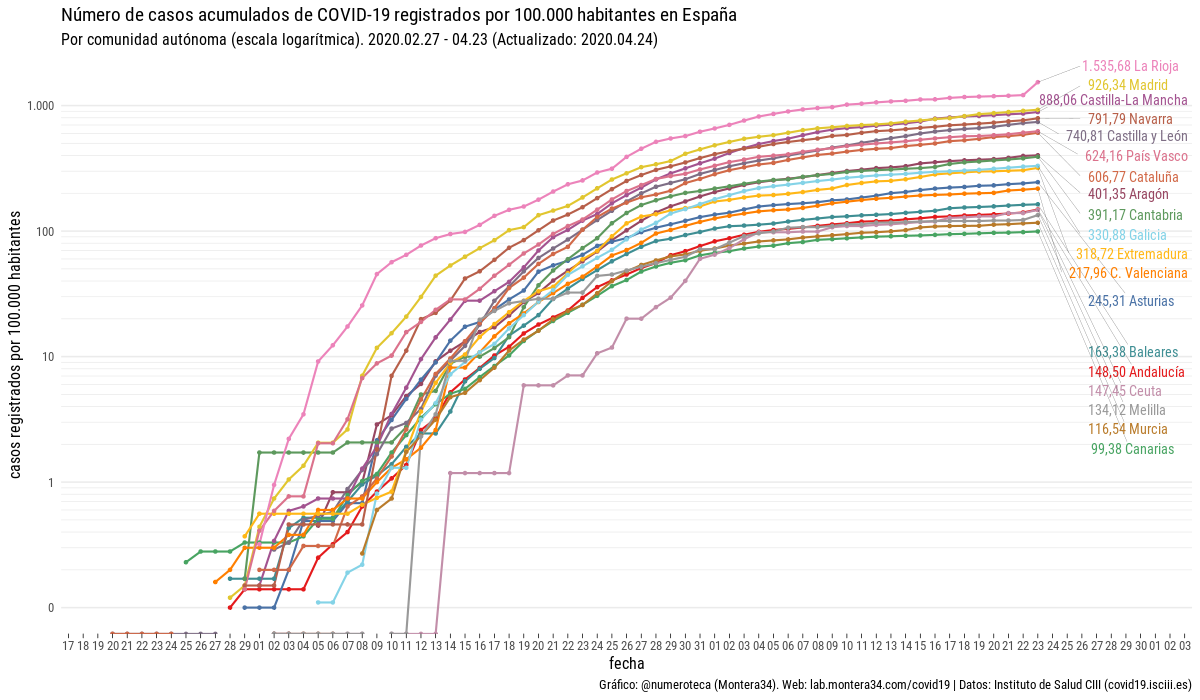 Número de casos acumulados de COVID-19 registrados por 100.000 habitantes en España
Por comunidad autónoma (escala logarítmica). 2020.02.27 - 04.23 (Actualizado: 2020.04.24)
1.535,68 La Rioja
926,34 Madrid
888,06 Castilla-La Mancha
791,79 Navarra
740,81 Castilla y León
624,16 País Vasco
606,77 Cataluña
401,35 Aragón
391,17 Cantabria
330,88 Galicia
318,72 Extremadura
217,96 C. Valenciana
245,31 Asturias
163,38 Baleares
148,50 Andalucía
147,45 Ceuta
134,12 Melilla
116,54 Murcia
99,38 Canarias
casos registrados por 100.000 habitantes
1.000
100
10
1
0
17 18 19 20 21 22 23 24 25 26 27 28 29 01 02 03 04 05 06 07 08 09 10 11 12 13 14 15 16 17 18 19 20 21 22 23 24 25 26 27 28 29 30 31 01 02 03 04 05 06 07 08 09 10 11 12 13 14 15 16 17 18 19 20 21 22 23 24 25 26 27 28 29 30 01 02 03
fecha
Gráfico: @numeroteca (Montera34). Web: lab.montera34.com/covid19 | Datos: Instituto de Salud CIII (covid19.isciii.es)